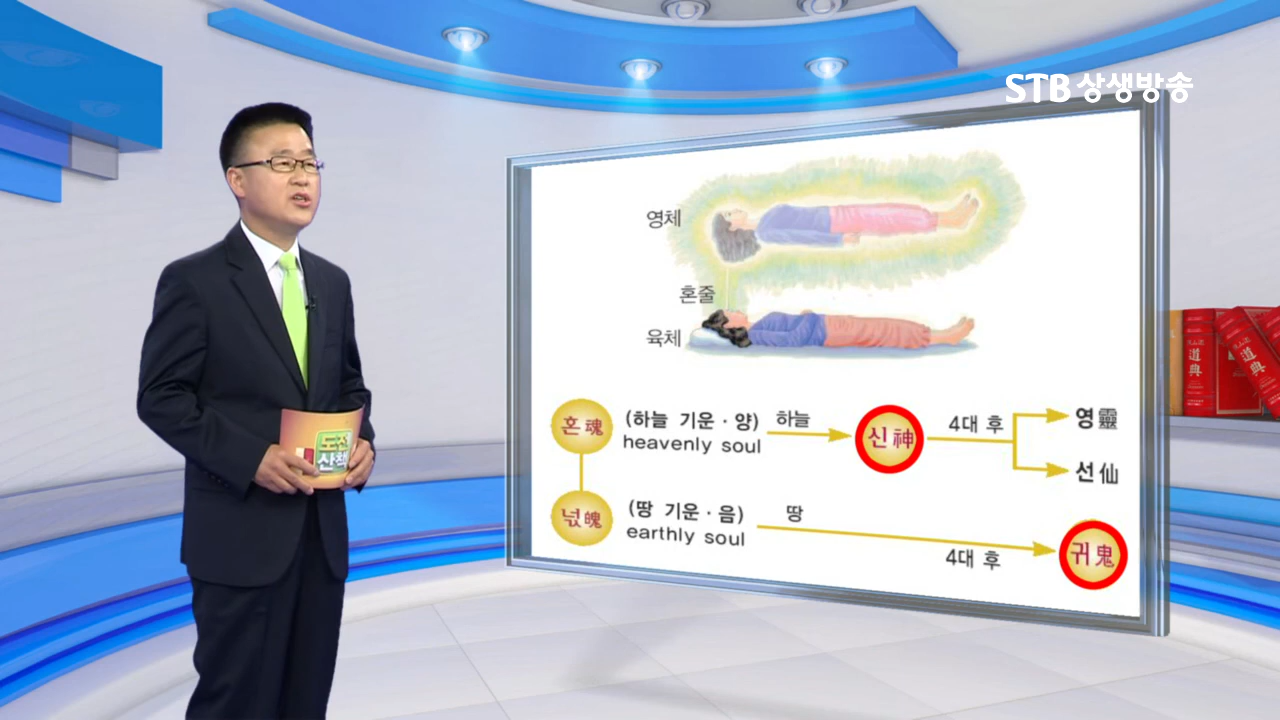 STB 상생방송
영체
혼줄
육체
혼魂 (하늘 기운·양) 하늘 신神 4대 후 영靈
heavenly soul
선仙
넋魄 (땅 기운·음) 땅 귀鬼
earthly soul 4대 후
산책
道典
道典